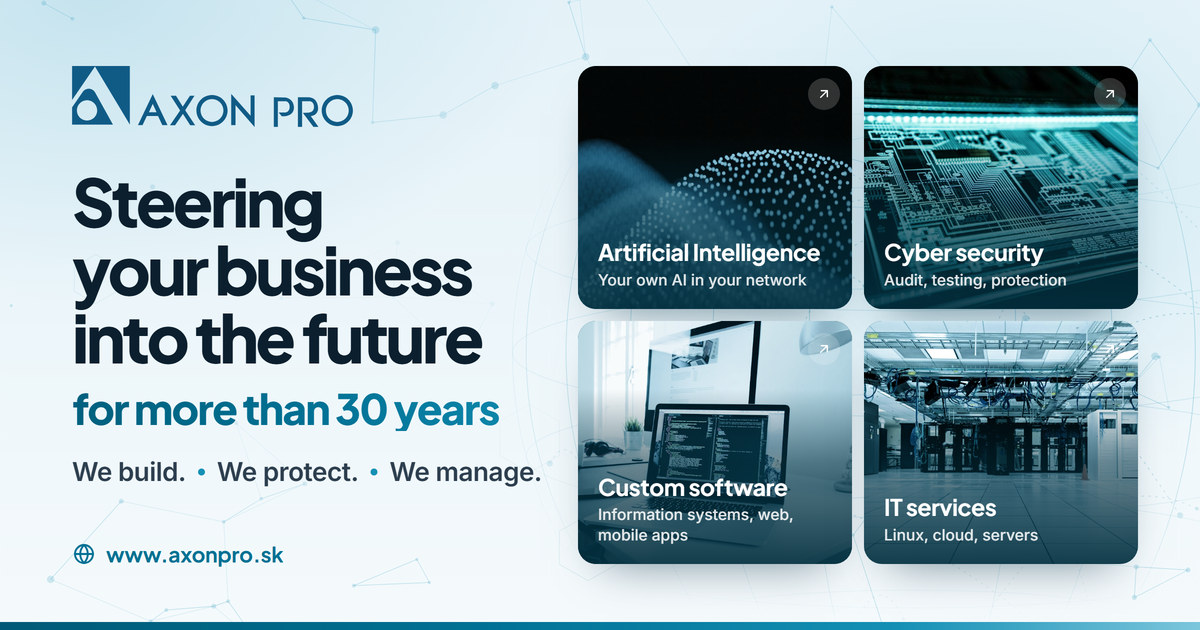 AXON PRO
Steering
your business
into the future
for more than 30 years
We build. • We protect. • We manage.
www.axonpro.sk
Artificial Intelligence
Your own AI in your network
Cyber security
Audit, testing, protection
Custom software
Information systems, web,
mobile apps
IT services
Linux, cloud, servers